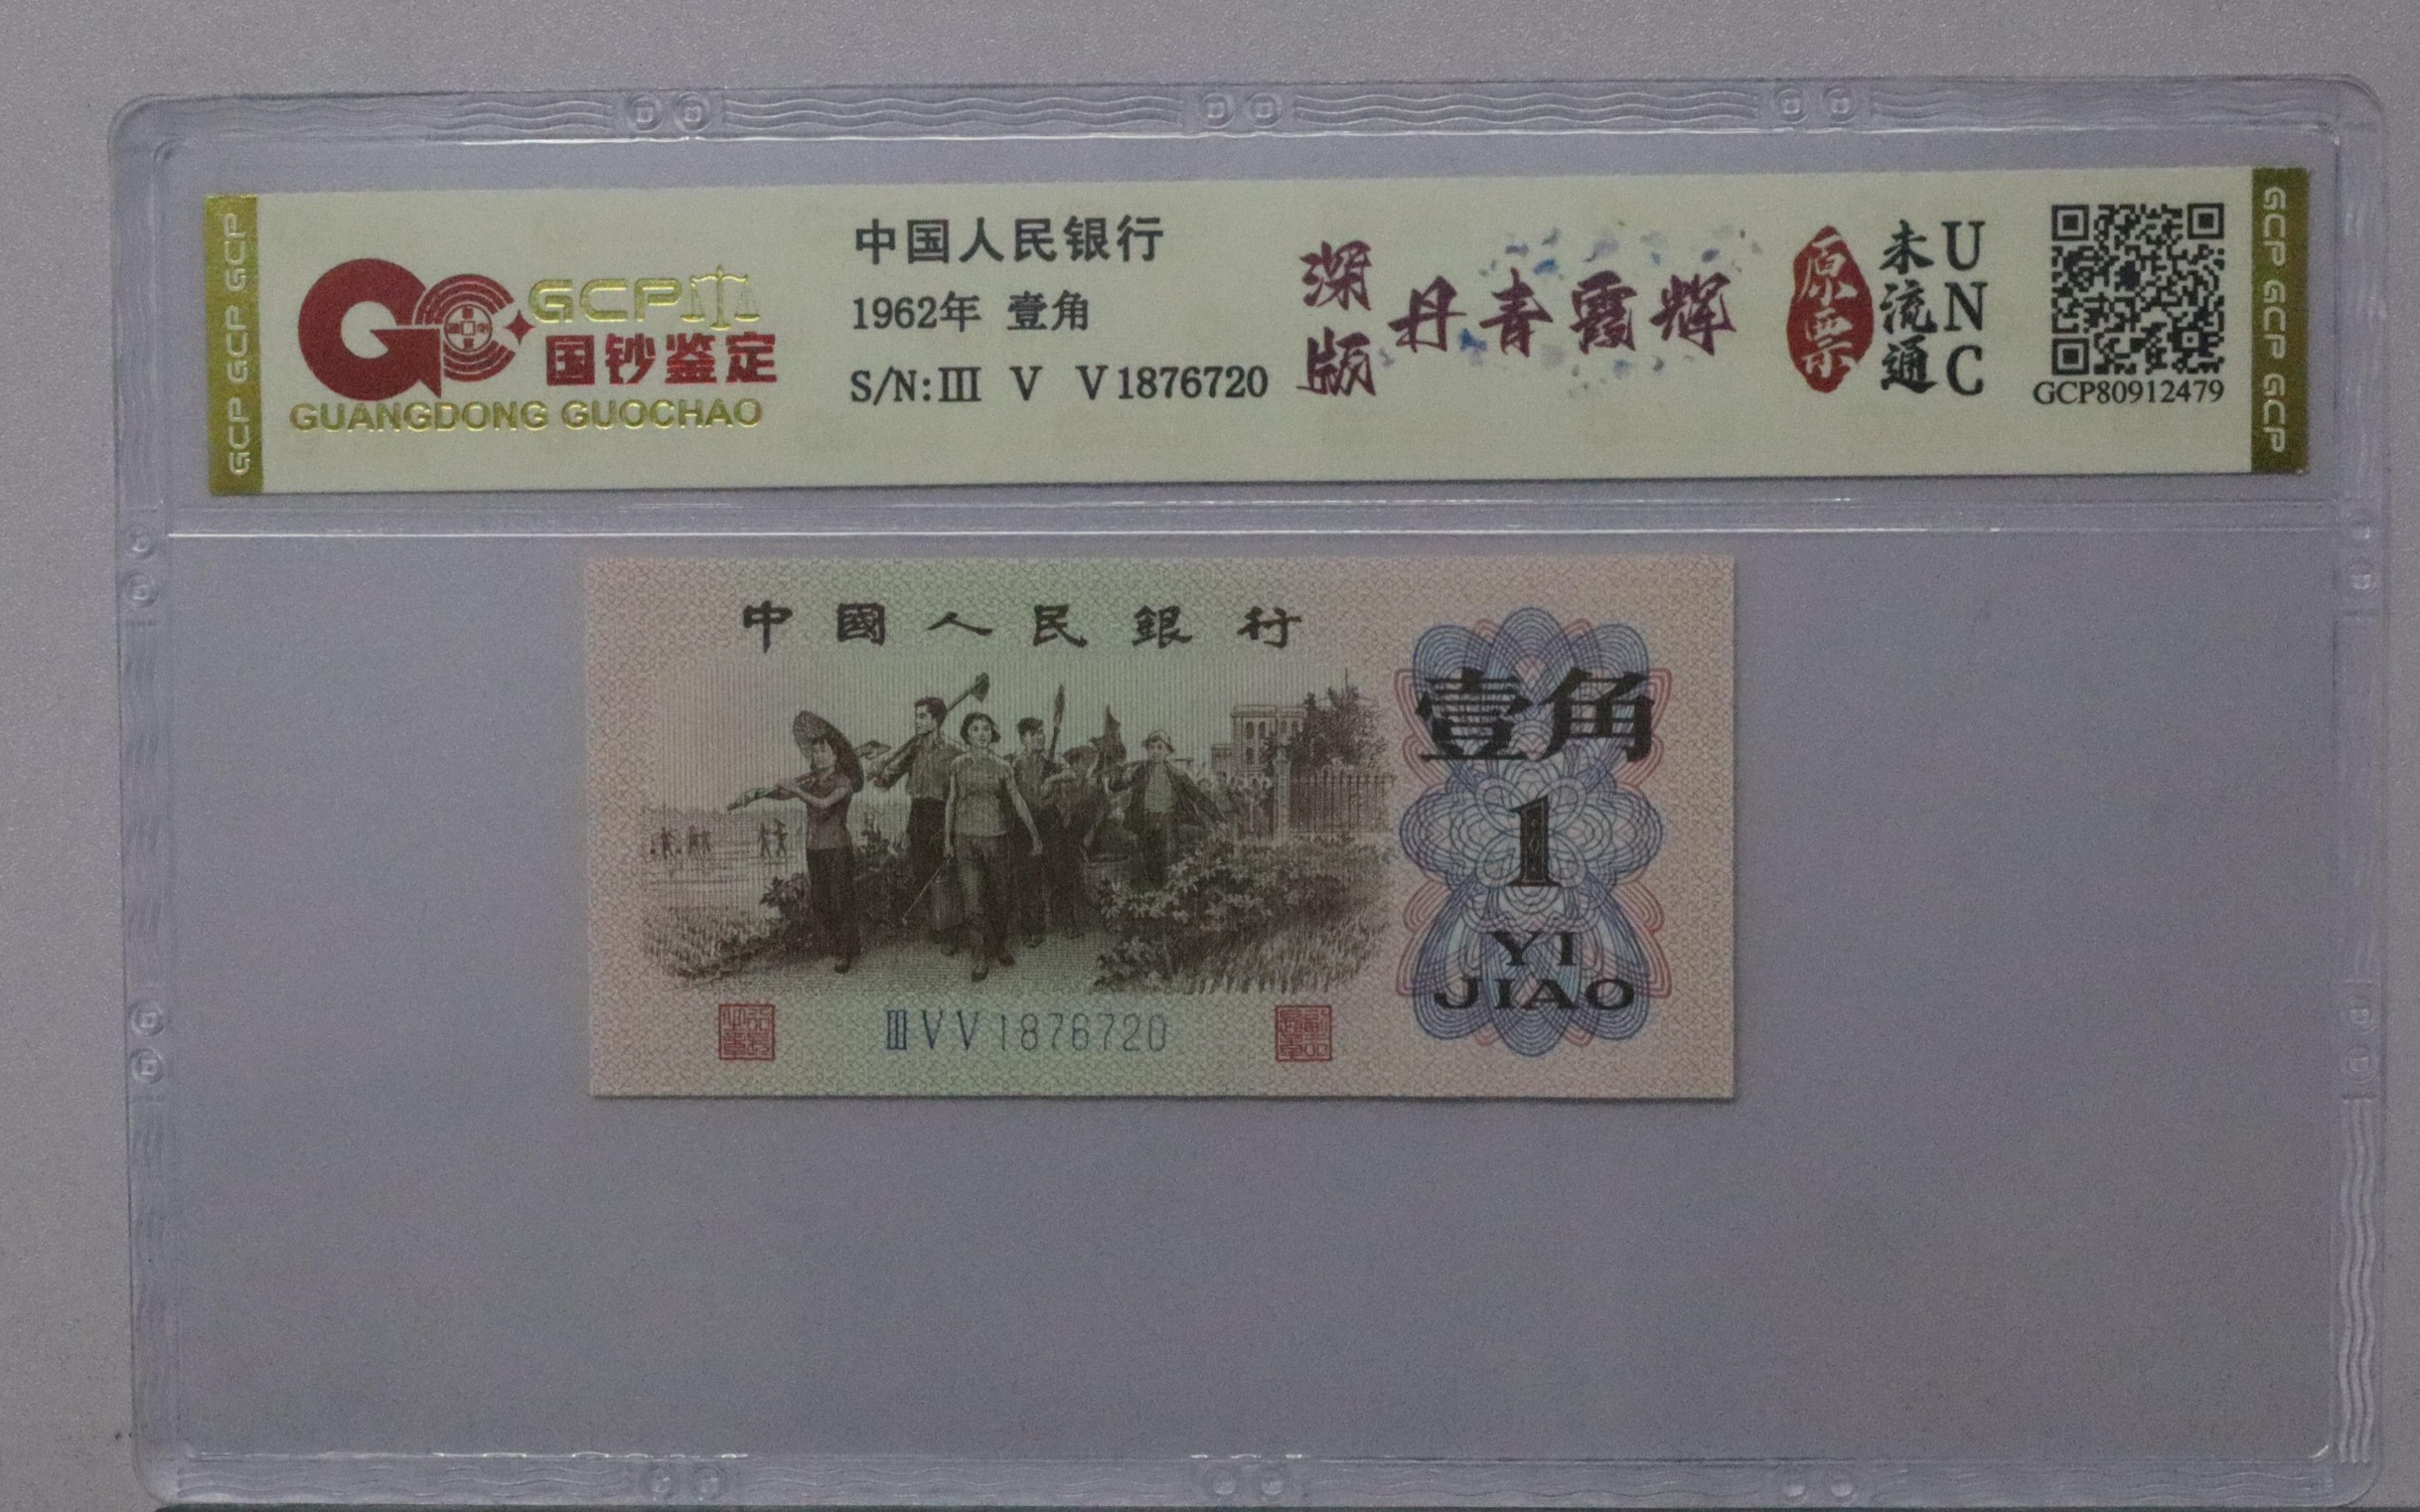 GCP GCP GCP
GCP
国钞鉴定
GUANGDONG GUOCHAO
中国人民银行
1962年 壹角
S/N:Ⅲ V V1876720
深版
丹青霞辉
原票
未流通
UNC
GCP80912479
GCP GCP GCP
中國人民銀行
壹角
1
YI
JIAO
ⅢVV1876720